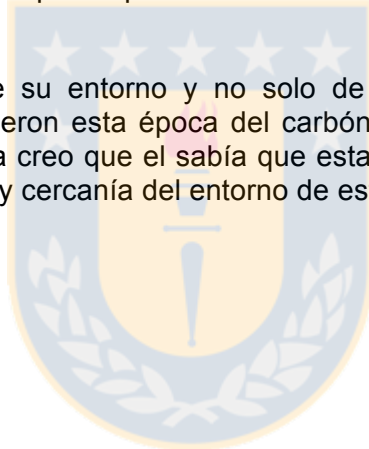 e su entorno y no solo de
eron esta época del carbón
a creo que el sabía que esta
y cercanía del entorno de es